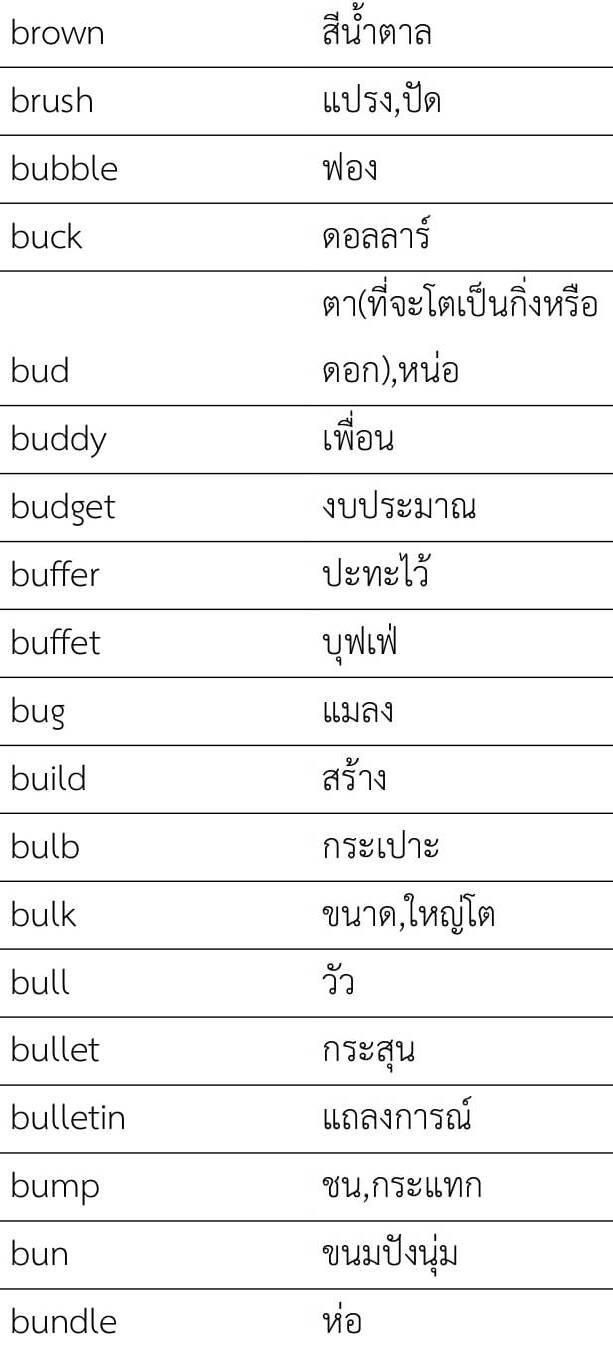 brown สีน้ำตาล
brush แปรง,ปัด
bubble ฟอง
buck ดอลลาร์
ตา(ที่จะโตเป็นกิ่งหรือ
bud ดอก),หน่อ
buddy เพื่อน
budget งบประมาณ
buffer ปะทะไว้
buffet บุฟเฟ่
bug แมลง
build สร้าง
bulb กระเปาะ
bulk ขนาด,ใหญ่โต
bull วัว
bullet กระสุน
bulletin แถลงการณ์
bump ชน,กระแทก
bun ขนมปังนุ่ม
bundle ห่อ